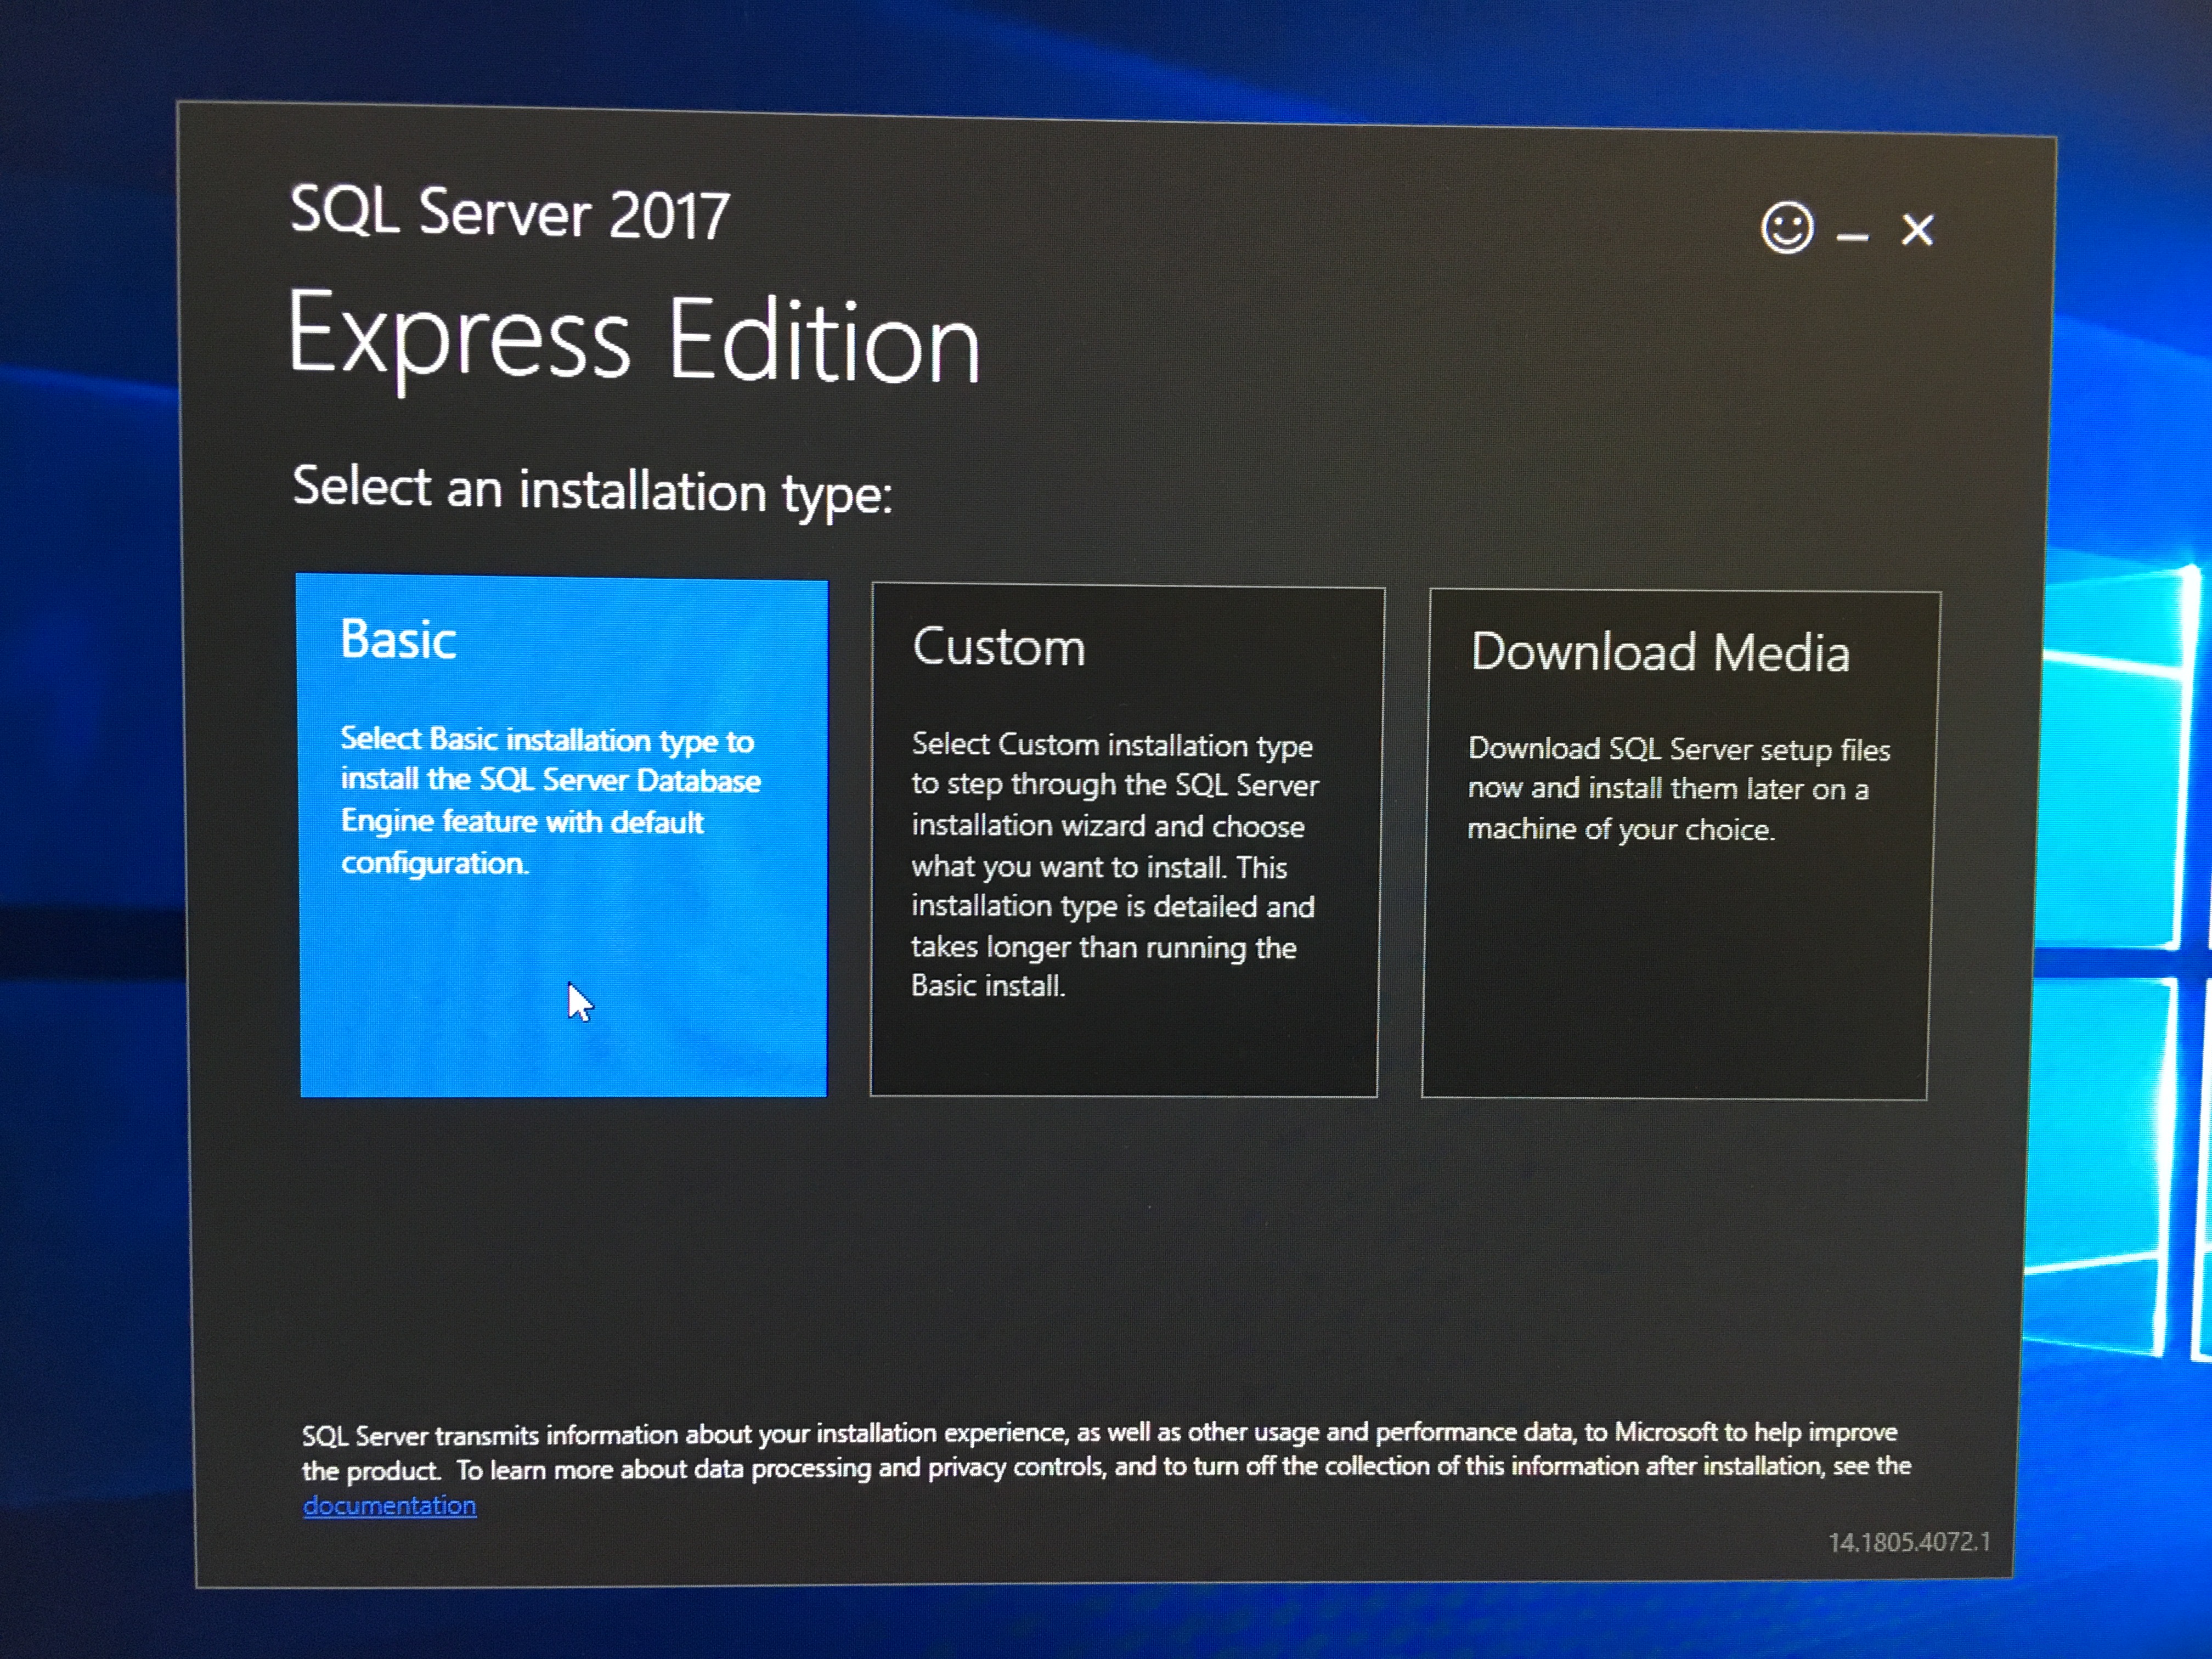 SQL Server 2017
Express Edition
Select an installation type:
Basic
Select Basic installation type to
install the SQL Server Database
Engine feature with default
configuration.
Custom
Select Custom installation type
to step through the SQL Server
installation wizard and choose
what you want to install. This
installation type is detailed and
takes longer than running the
Basic install.
Download Media
Download SQL Server setup files
now and install them later on a
machine of your choice.
SQL Server transmits information about your installation experience, as well as other usage and performance data, to Microsoft to help improve
the product.  To learn more about data processing and privacy controls, and to turn off the collection of this information after installation, see the
documentation
14.1805.4072.1